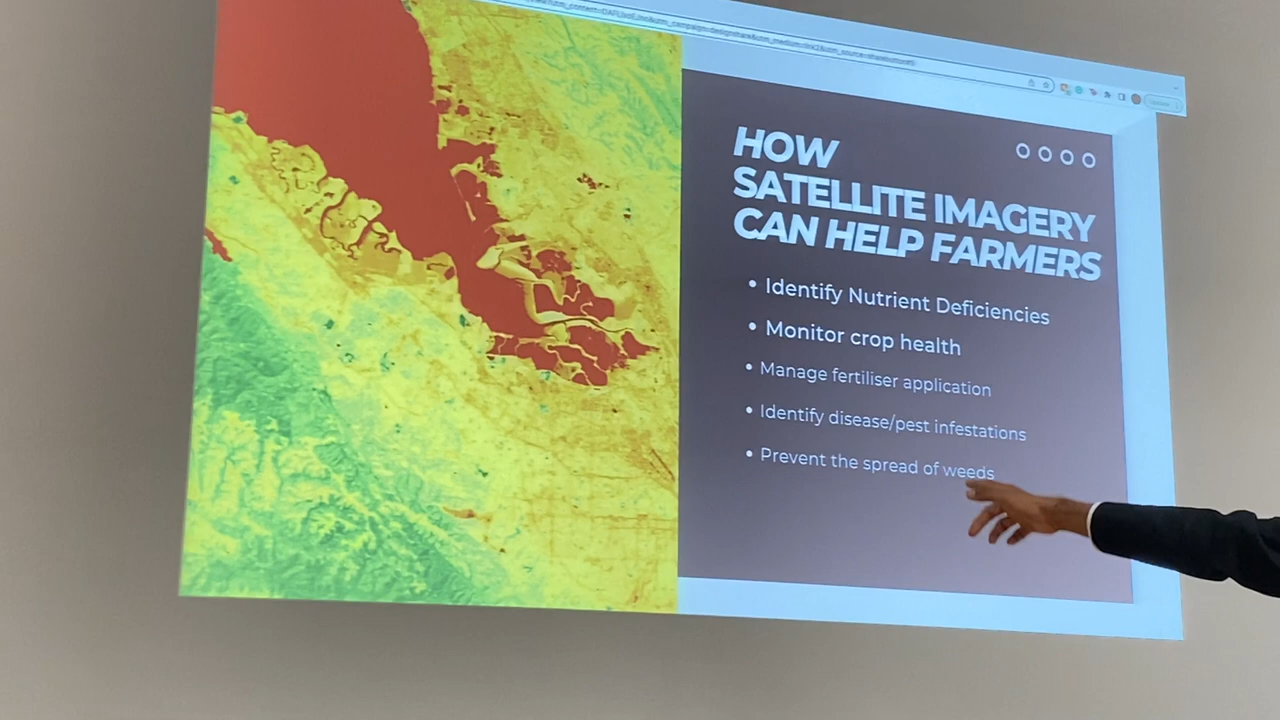 HOW
SATELLITE IMAGERY
CAN HELP FARMERS
• Identify Nutrient Deficiencies
• Monitor crop health
• Manage fertiliser application
• Identify disease/pest infestations
• Prevent the spread of weeds